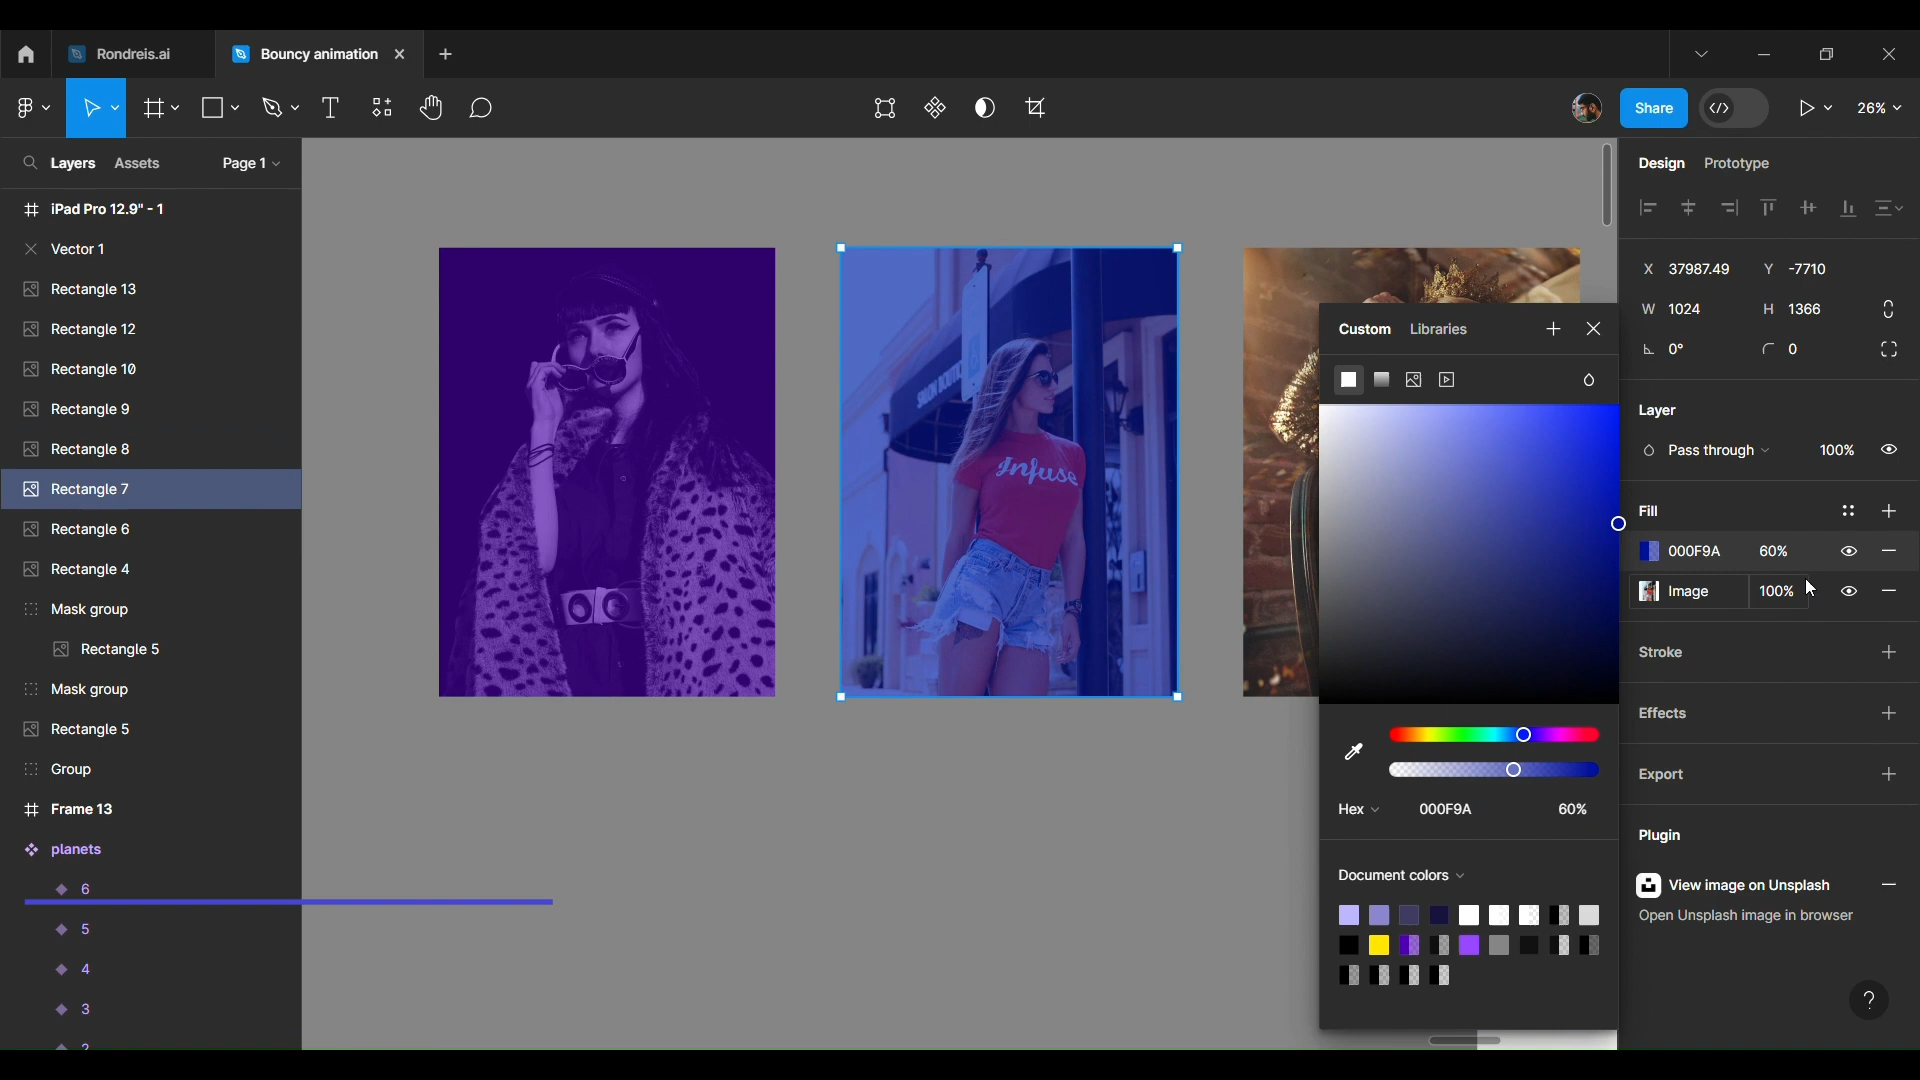 Rondreis.ai
Bouncy animation
Share
26%
Layers
Assets
Page 1
iPad Pro 12.9" - 1
Vector 1
Rectangle 13
Rectangle 12
Rectangle 10
Rectangle 9
Rectangle 8
Rectangle 7
Rectangle 6
Rectangle 4
Mask group
Rectangle 5
Mask group
Rectangle 5
Group
Frame 13
planets
6
5
4
3
Infuse
Custom
Libraries
Hex
000F9A
60%
Document colors
Design
Prototype
X 37987.49 Y -7710
W 1024 H 1366
0° 0
Layer
Pass through 100%
Fill
000F9A 60%
Image 100%
Stroke
Effects
Export
Plugin
View image on Unsplash
Open Unsplash image in browser
?